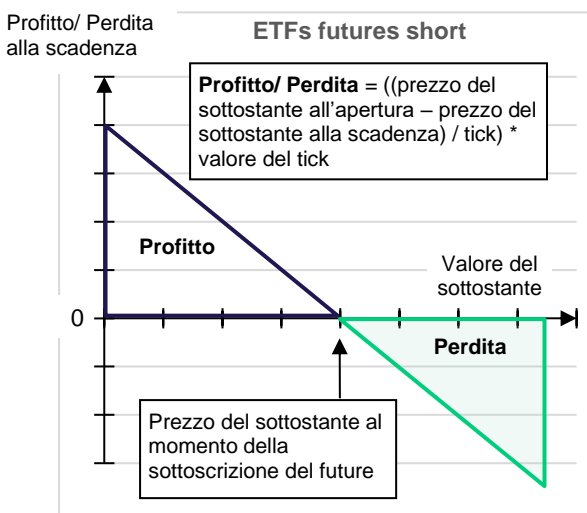 Profitto/ Perdita
alla scadenza
ETFs futures short
Profitto/ Perdita = ((prezzo del
sottostante all'apertura – prezzo del
sottostante alla scadenza) / tick) *
valore del tick
Profitto
Valore del
sottostante
0
Perdita
Prezzo del sottostante al
momento della
sottoscrizione del future